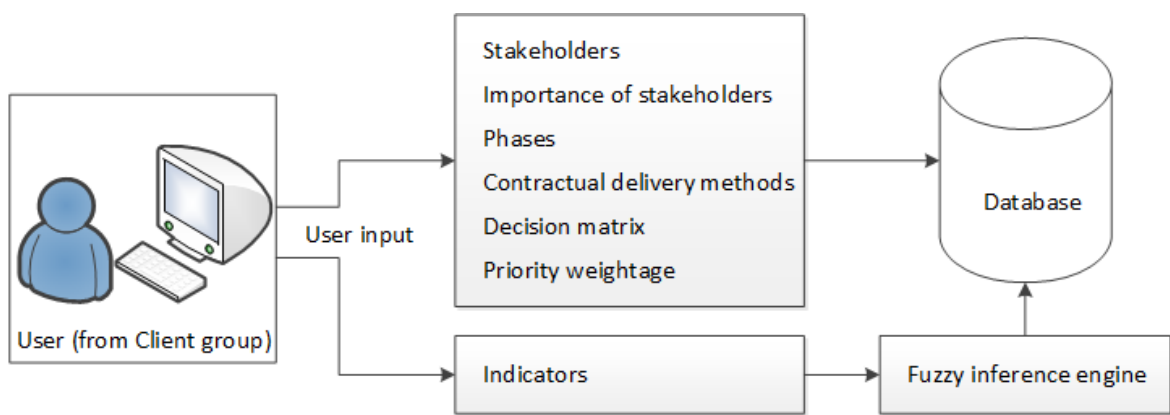 Stakeholders
Importance of stakeholders
Phases
Contractual delivery methods
Decision matrix
Priority weightage
Database
User input
User (from Client group)
Indicators
Fuzzy inference engine